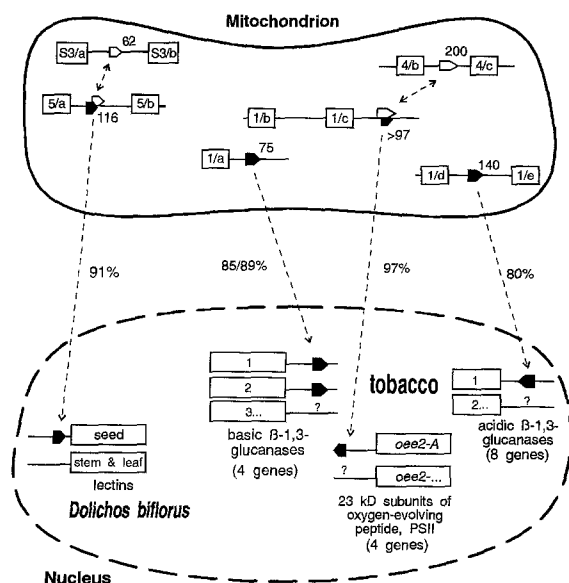 Mitochondrion
S3/a
62
S3/b
5/a
116
5/b
4/b
200
4/c
1/b
1/c
>97
1/a
75
1/d
140
1/e
91%
85/89%
97%
80%
1
2
3...
?
basic ß-1,3-
glucanases
(4 genes)
tobacco
1
2...
?
acidic ß-1,3-
glucanases
(8 genes)
seed
stem & leaf
lectins
Dolichos biflorus
oee2-A
?
oee2-...
23 kD subunits of
oxygen-evolving
peptide, PSII
(4 genes)
Nucleus